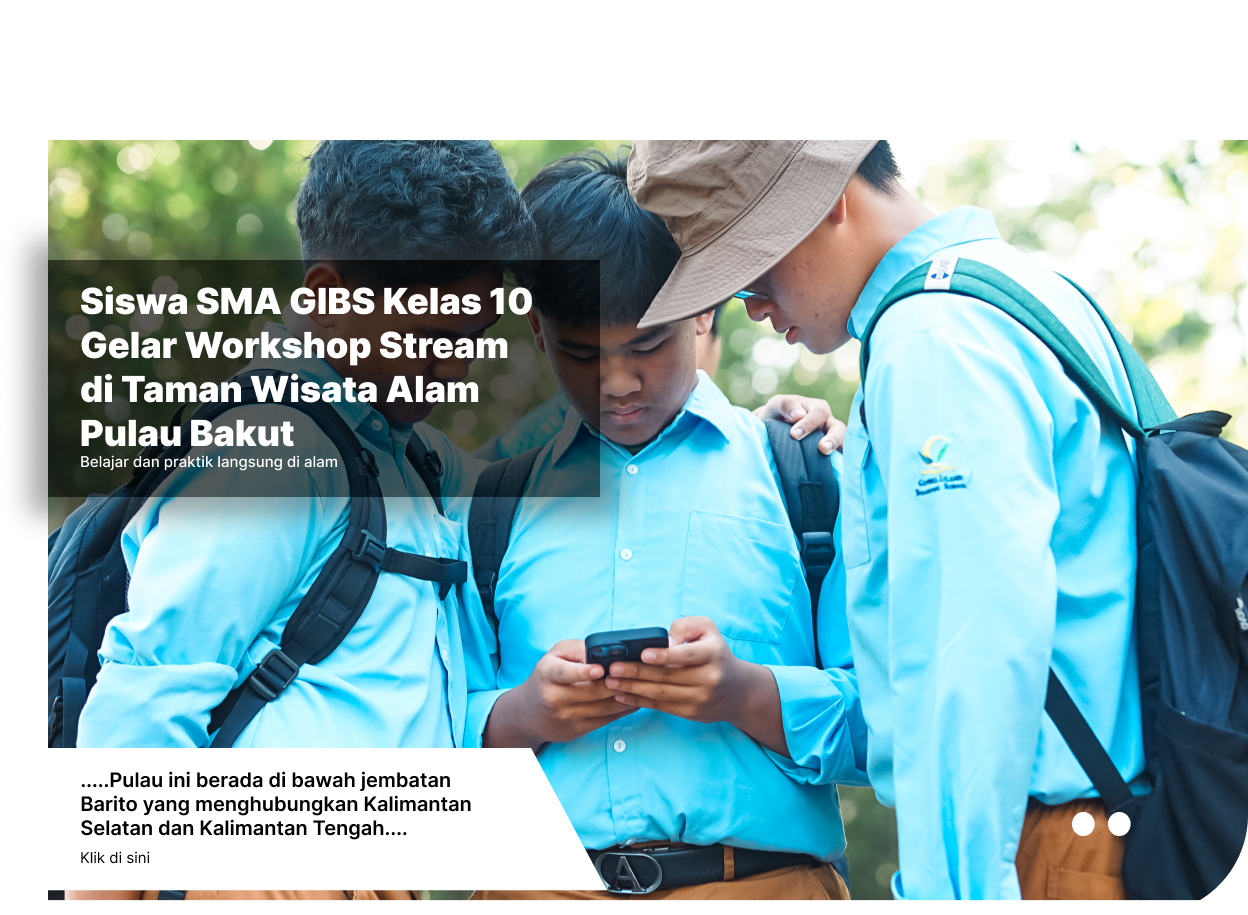 Siswa SMA GIBS Kelas 10
Gelar Workshop Stream
di Taman Wisata Alam
Pulau Bakut
Belajar dan praktik langsung di alam
.....Pulau ini berada di bawah jembatan
Barito yang menghubungkan Kalimantan
Selatan dan Kalimantan Tengah....
Klik di sini